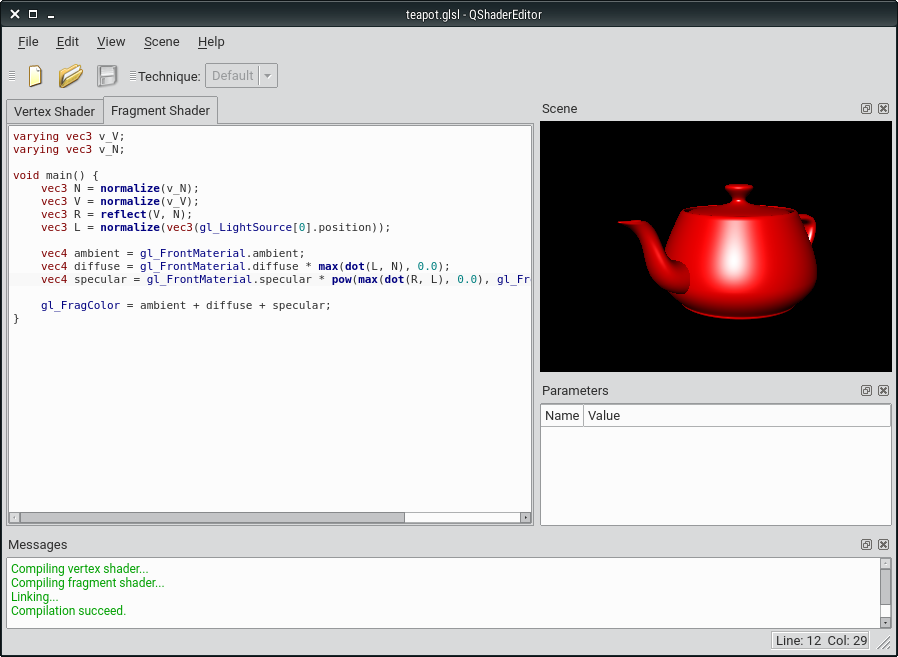 teapot.glsl - QShaderEditor
File Edit View Scene Help
Technique: Default
Vertex Shader Fragment Shader
varying vec3 v_V;
varying vec3 v_N;
void main() {
vec3 N = normalize(v_N);
vec3 V = normalize(v_V);
vec3 R = reflect(V, N);
vec3 L = normalize(vec3(gl_LightSource[0].position));
vec4 ambient = gl_FrontMaterial.ambient;
vec4 diffuse = gl_FrontMaterial.diffuse * max(dot(L, N), 0.0);
vec4 specular = gl_FrontMaterial.specular * pow(max(dot(R, L), 0.0), gl_Fr
gl_FragColor = ambient + diffuse + specular;
}
Scene
Parameters
Name Value
Messages
Compiling vertex shader...
Compiling fragment shader...
Linking...
Compilation succeed.
Line: 12 Col: 29